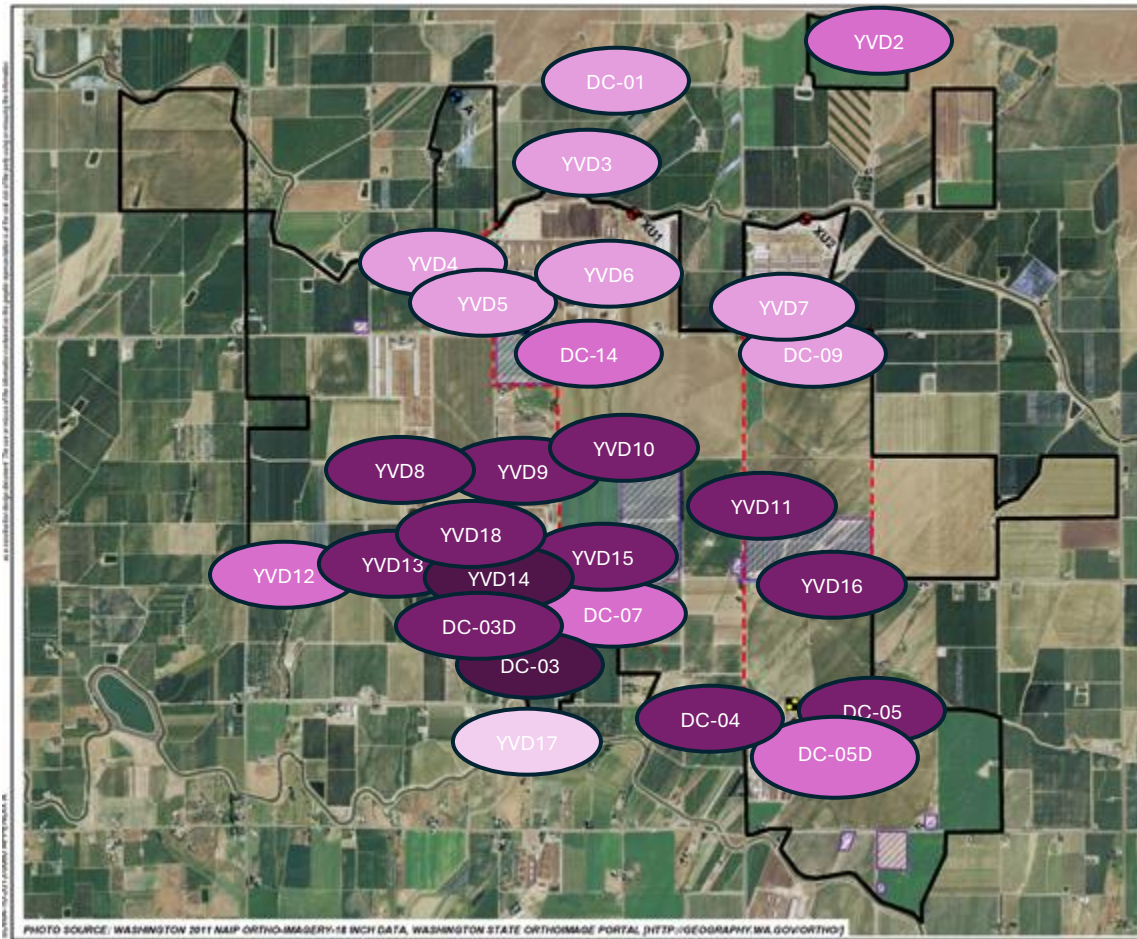 YVD2
DC-01
YVD3
A
XU1
XU2
YVD4
YVD6
YVD5
YVD7
DC-14
DC-09
YVD10
YVD8
YVD9
YVD11
YVD18
YVD15
YVD13
YVD12
YVD14
YVD16
DC-07
DC-03D
DC-03
DC-05
DC-04
YVD17
DC-05D
PHOTO SOURCE: WASHINGTON 2011 NAIP ORTHO-IMAGERY-18 INCH DATA, WASHINGTON STATE ORTHOIMAGE PORTAL [HTTP://GEOGRAPHY.WA.GOV/ORTHO/]